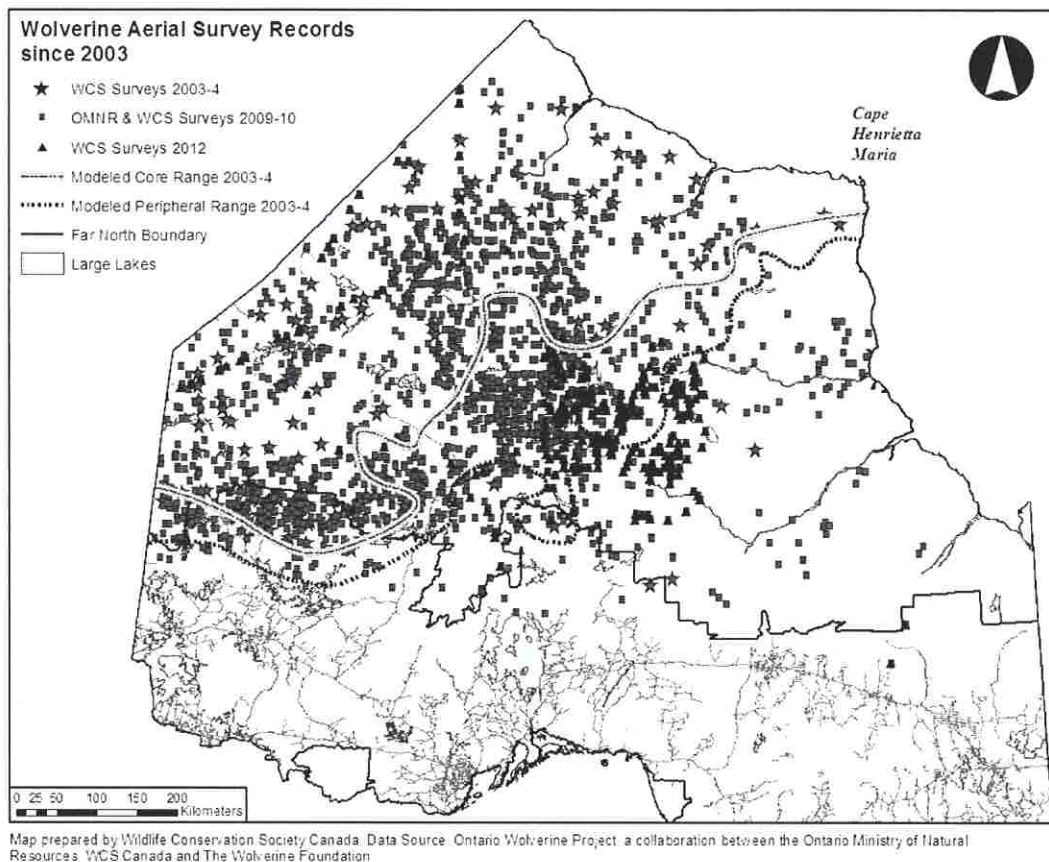 Wolverine Aerial Survey Records
since 2003
WCS Surveys 2003-4
OMNR & WCS Surveys 2009-10
WCS Surveys 2012
Modeled Core Range 2003-4
Modeled Peripheral Range 2003-4
Far North Boundary
Large Lakes
Cape
Henrietta
Maria
0 25 50 100 150 200
Kilometers
Map prepared by Wildlife Conservation Society Canada. Data Source: Ontario Wolverine Project: a collaboration between the Ontario Ministry of Natural
Resources, WCS Canada and The Wolverine Foundation